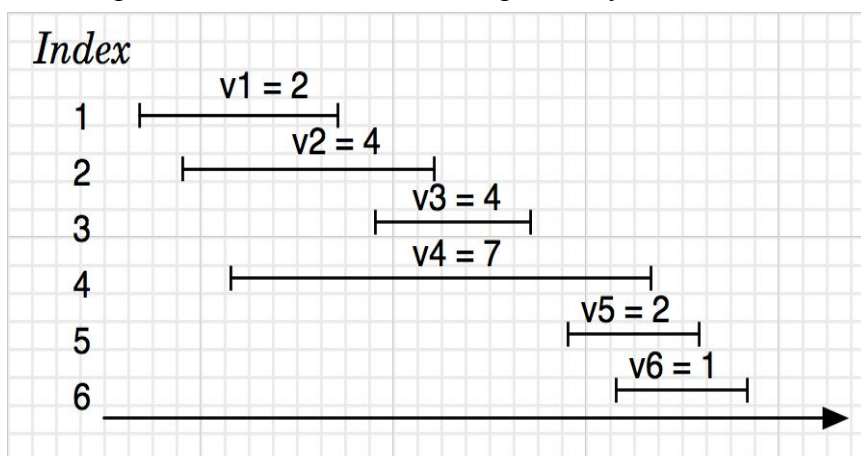 Index
v1 = 2
1
v2 = 4
2
v3 = 4
3
v4 = 7
4
v5 = 2
5
v6 = 1
6